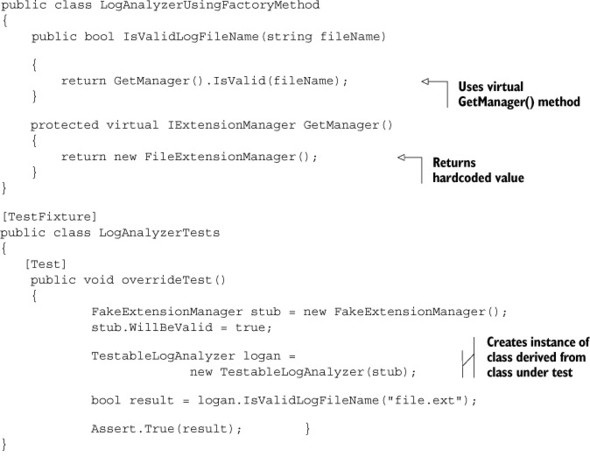 public class LogAnalyzerUsingFactoryMethod
{
public bool IsValidLogFileName(string fileName)
{
return GetManager().IsValid(fileName);
}
Uses virtual
GetManager() method
protected virtual IExtensionManager GetManager()
{
return new FileExtensionManager();
}
Returns
hardcoded value
}
[TestFixture]
public class LogAnalyzerTests
{
[Test]
public void overrideTest()
{
FakeExtensionManager stub = new FakeExtensionManager();
stub.WillBeValid = true;
TestableLogAnalyzer logan =
new TestableLogAnalyzer(stub);
Creates instance of
class derived from
class under test
bool result = logan.IsValidLogFileName("file.ext");
Assert.True(result); }
}